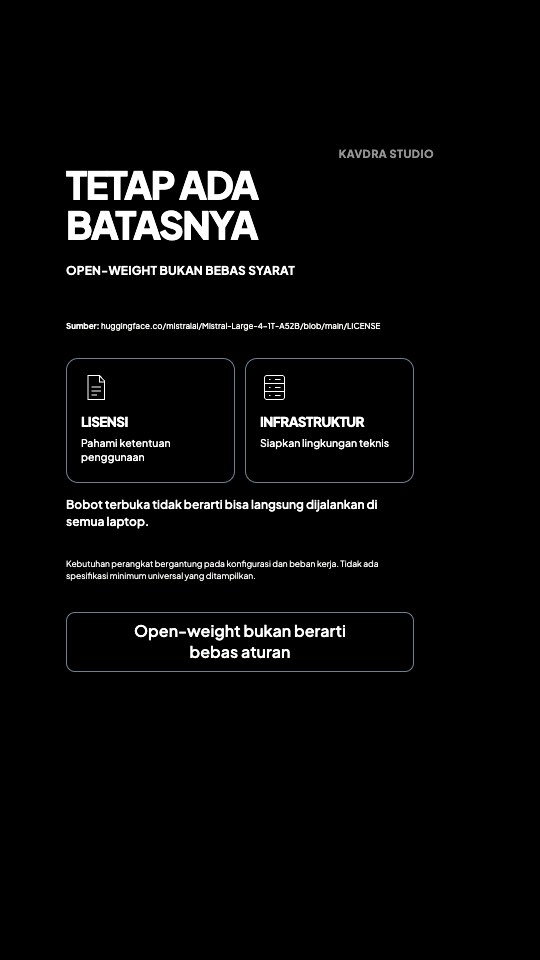 KAVDRA STUDIO
TETAP ADA
BATASNYA
OPEN-WEIGHT BUKAN BEBAS SYARAT
Sumber: huggingface.co/mistralai/Mistral-Large-4-1T-A52B/blob/main/LICENSE
LISENSI
Pahami ketentuan
penggunaan
INFRASTRUKTUR
Siapkan lingkungan teknis
Bobot terbuka tidak berarti bisa langsung dijalankan di
semua laptop.
Kebutuhan perangkat bergantung pada konfigurasi dan beban kerja. Tidak ada
spesifikasi minimum universal yang ditampilkan.
Open-weight bukan berarti
bebas aturan